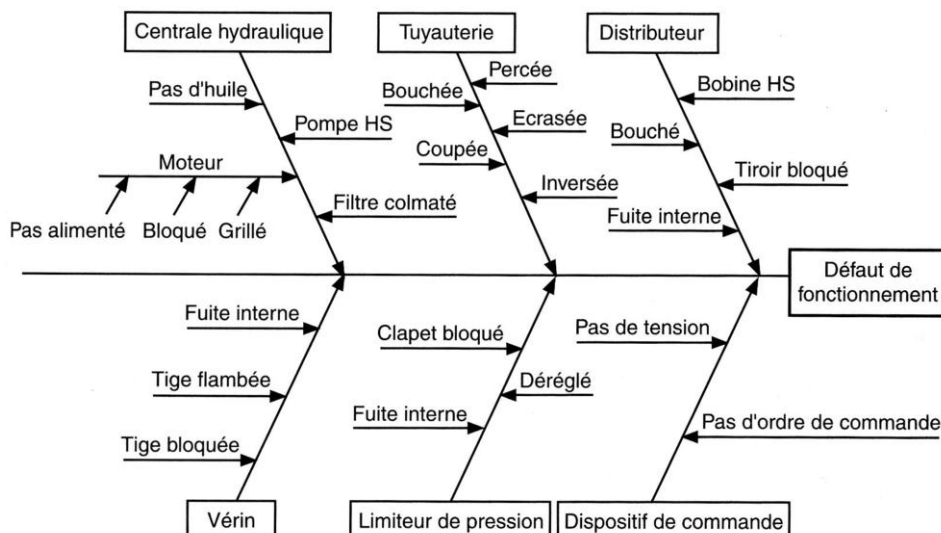 Centrale hydraulique
Tuyauterie
Distributeur
Pas d'huile
Pompe HS
Moteur
Pas alimenté
Bloqué
Grillé
Filtre colmaté
Percée
Bouchée
Ecrasée
Coupée
Inversée
Bobine HS
Bouché
Tiroir bloqué
Fuite interne
Défaut de
fonctionnement
Fuite interne
Tige flambée
Tige bloquée
Clapet bloqué
Déréglé
Fuite interne
Pas de tension
Pas d'ordre de commande
Vérin
Limiteur de pression
Dispositif de commande